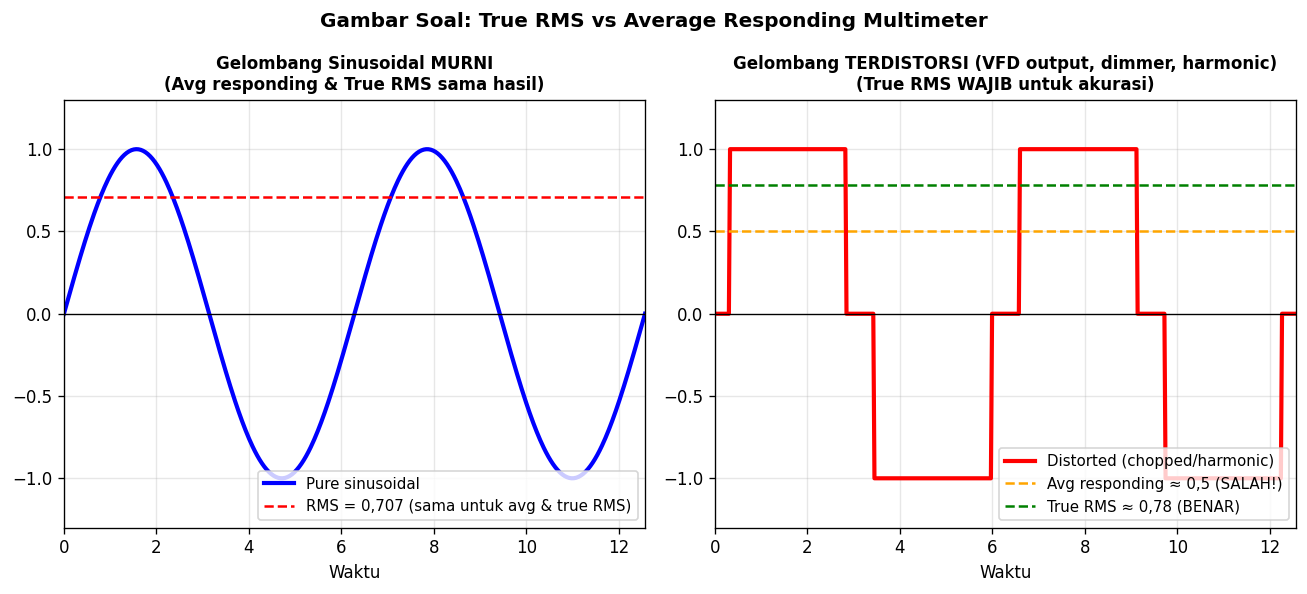 Gambar Soal: True RMS vs Average Responding Multimeter
Gelombang Sinusoidal MURNI
(Avg responding & True RMS sama hasil)
1.0
0.5
0.0
−0.5
−1.0
0 2 4 6 8 10 12
Waktu
Pure sinusoidal
RMS = 0,707 (sama untuk avg & true RMS)
Gelombang TERDISTORSI (VFD output, dimmer, harmonic)
(True RMS WAJIB untuk akurasi)
1.0
0.5
0.0
−0.5
−1.0
0 2 4 6 8 10 12
Waktu
Distorted (chopped/harmonic)
Avg responding ≈ 0,5 (SALAH!)
True RMS ≈ 0,78 (BENAR)